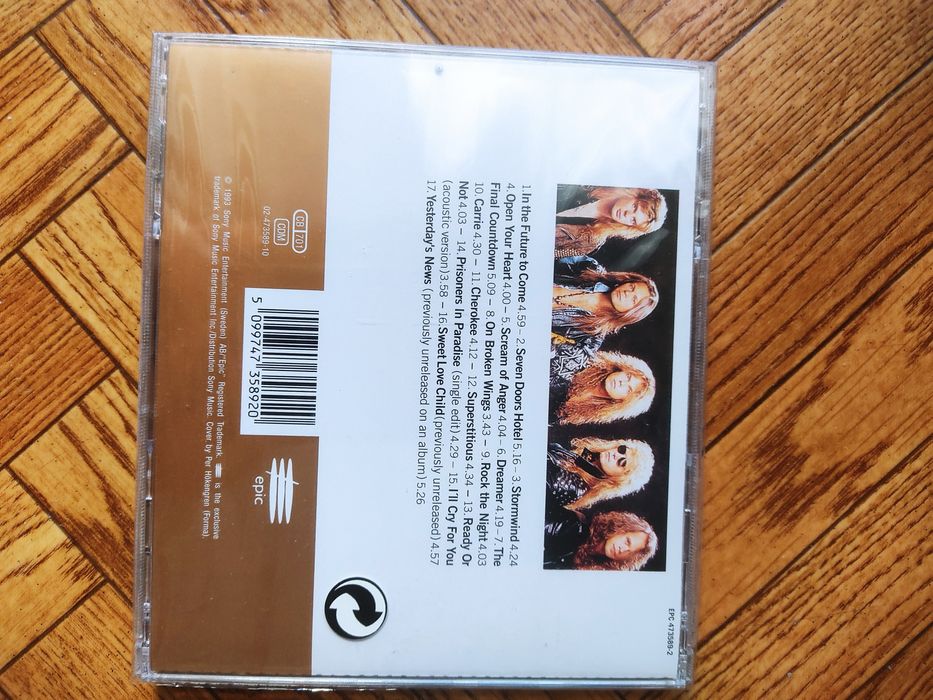 1. In the Future to Come 4.59 – 2. Seven Doors Hotel 5.16 – 3. Stormwind 4.24
4. Open Your Heart 4.00 – 5. Scream of Anger 4.04 – 6. Dreamer 4.19 – 7. The
Final Countdown 5.09 – 8. On Broken Wings 3.43 – 9. Rock the Night 4.03
10. Carrie 4.30 – 11. Cherokee 4.12 – 12. Superstitious 4.34 – 13. Ready Or
Not 4.03 – 14. Prisoners In Paradise (single edit) 4.29 – 15. I'll Cry For You
(acoustic version) 3.58 – 16. Sweet Love Child (previously unreleased) 4.57
17. Yesterday's News (previously unreleased on an album) 5.26
EPC 473589-2
CB 701
COM
02-473589-10
5 099747 358920
epic
© 1993 Sony Music Entertainment (Sweden) AB/"Epic" Registered Trademark. is the exclusive
trademark of Sony Music Entertainment Inc./Distribution Sony Music. Cover by Per Hökengren (Forma).